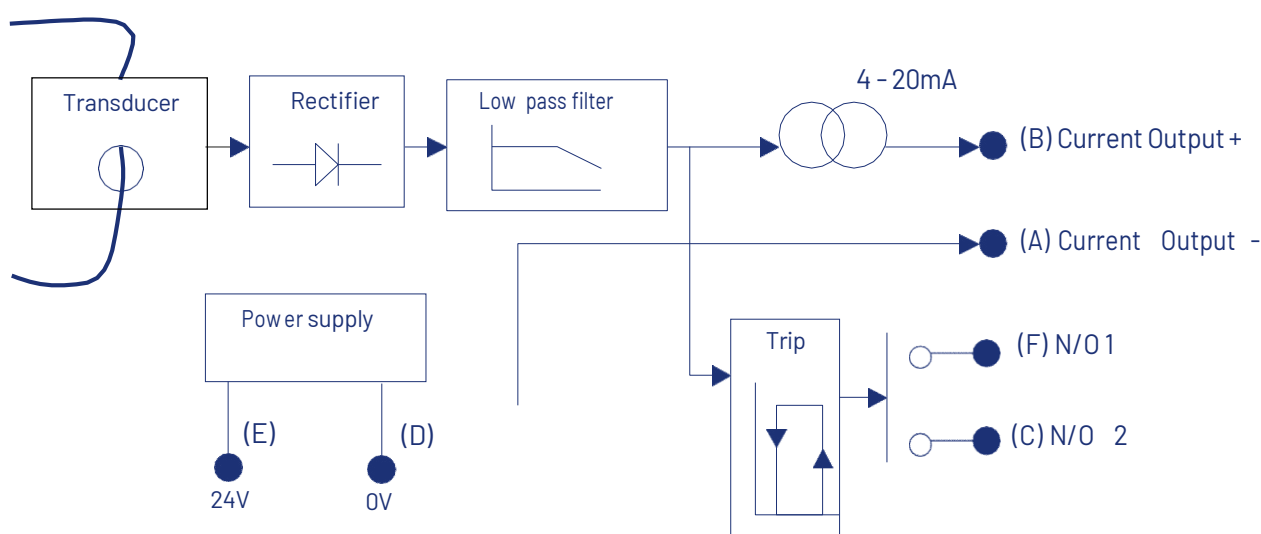 4 - 20mA
Transducer
Rectifier
Low pass filter
(B) Current Output +
(A) Current Output -
Power supply
Trip
(F) N/O 1
(E)
(D)
(C) N/O 2
24V
0V